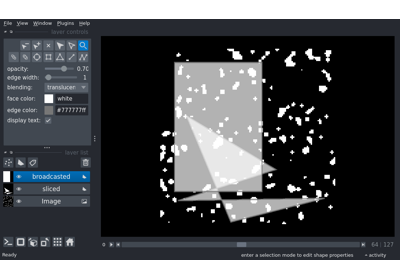 File View Window Plugins Help
layer controls
opacity: 0.70
edge width: 1
blending: translucen
face color: white
edge color: #777777ff
display text: ✓
layer list
broadcasted
sliced
Image
64 127
Ready enter a selection mode to edit shape properties activity